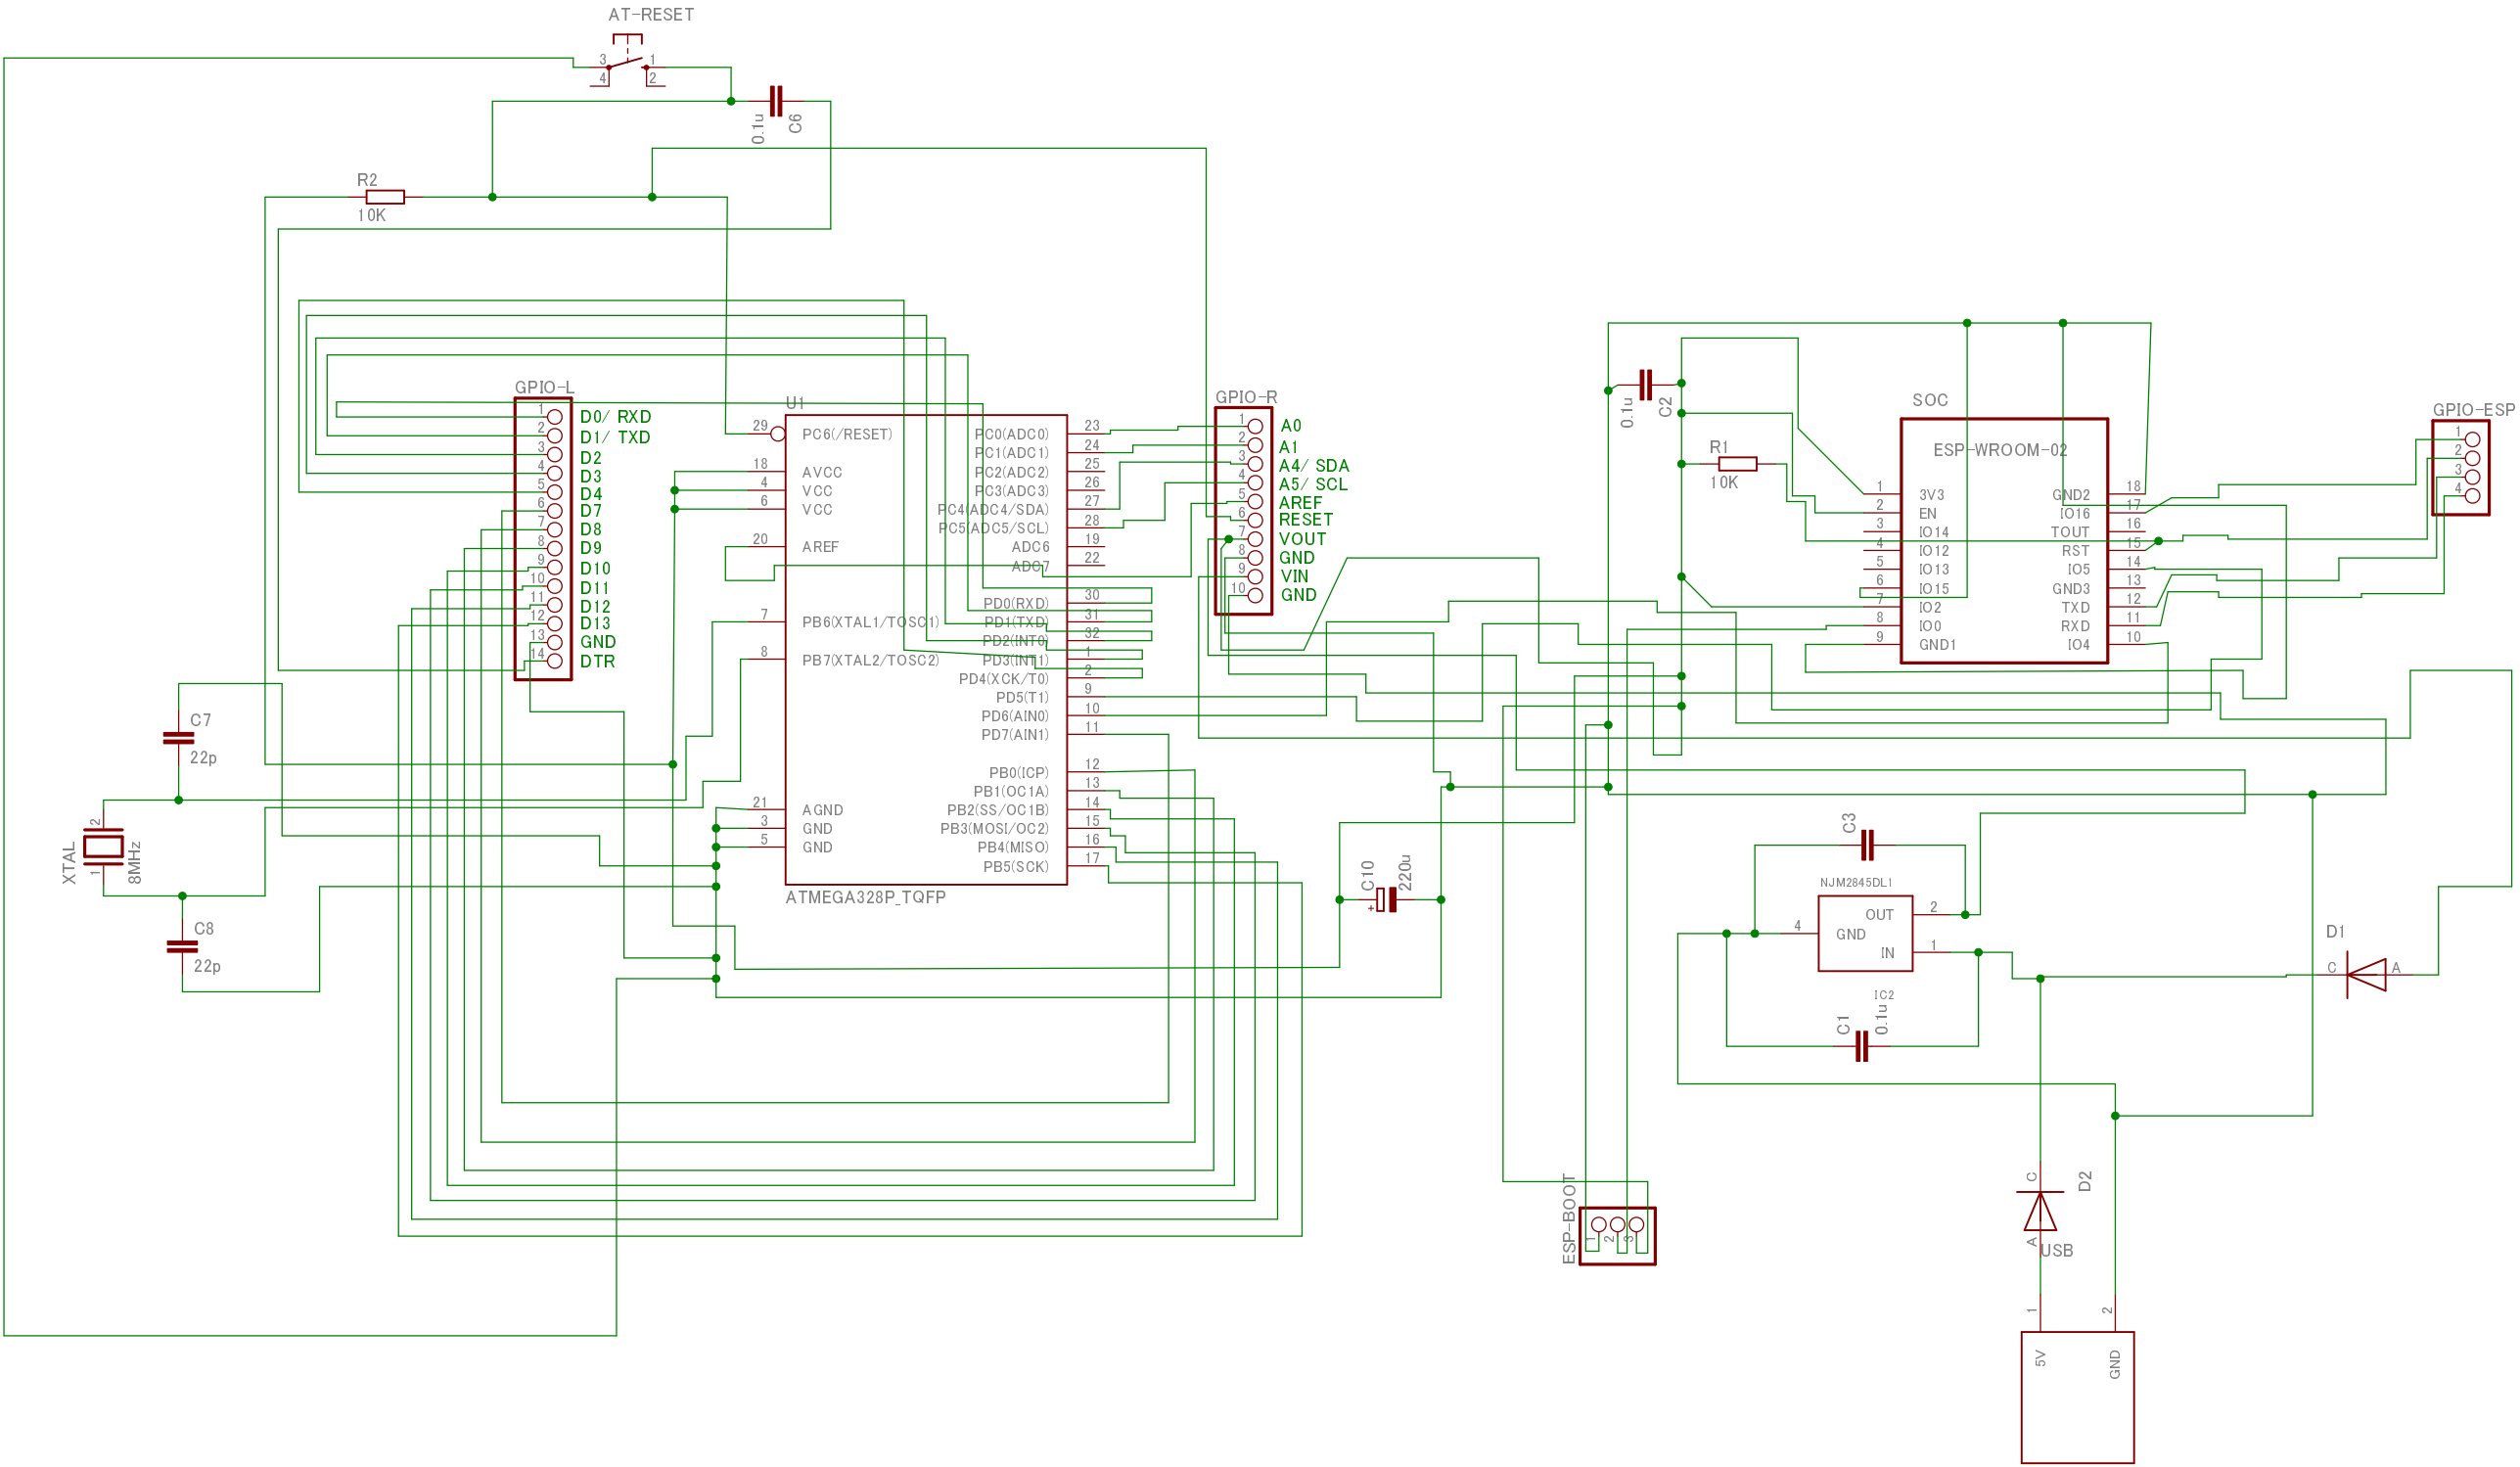 AT-RESET
3
1
4
2
0.1u
C6
R2
10K
GPIO-L
1
D0/ RXD
2
D1/ TXD
3
D2
4
D3
5
D4
6
D7
7
D8
8
D9
9
D10
10
D11
11
D12
12
D13
13
GND
14
DTR
U1
29
PC6(/RESET)
18
AVCC
4
VCC
6
VCC
20
AREF
7
PB6(XTAL1/TOSC1)
8
PB7(XTAL2/TOSC2)
21
AGND
3
GND
5
GND
PC0(ADC0)
23
PC1(ADC1)
24
PC2(ADC2)
25
PC3(ADC3)
26
PC4(ADC4/SDA)
27
PC5(ADC5/SCL)
28
ADC6
19
ADC7
22
PD0(RXD)
30
PD1(TXD)
31
PD2(INT0)
32
PD3(INT1)
1
PD4(XCK/T0)
2
PD5(T1)
9
PD6(AIN0)
10
PD7(AIN1)
11
PB0(ICP)
12
PB1(OC1A)
13
PB2(SS/OC1B)
14
PB3(MOSI/OC2)
15
PB4(MISO)
16
PB5(SCK)
17
ATMEGA328P_TQFP
GPIO-R
1
A0
2
A1
3
A4/ SDA
4
A5/ SCL
5
AREF
6
RESET
7
VOUT
8
GND
9
VIN
10
GND
C7
22p
XTAL
2
1
8MHz
C8
22p
C10
220u
+
0.1u
C2
R1
10K
SOC
ESP-WROOM-02
1
3V3
2
EN
3
IO14
4
IO12
5
IO13
6
IO15
7
IO2
8
IO0
9
GND1
GND2
18
IO16
17
TOUT
16
RST
15
IO5
14
GND3
13
TXD
12
RXD
11
IO4
10
GPIO-ESP
1
2
3
4
C3
NJM2845DL1
OUT
2
GND
4
IN
1
IC2
C1
0.1u
D1
C
A
C
D2
A
USB
1
2
5V
GND
ESP-BOOT
1
2
3